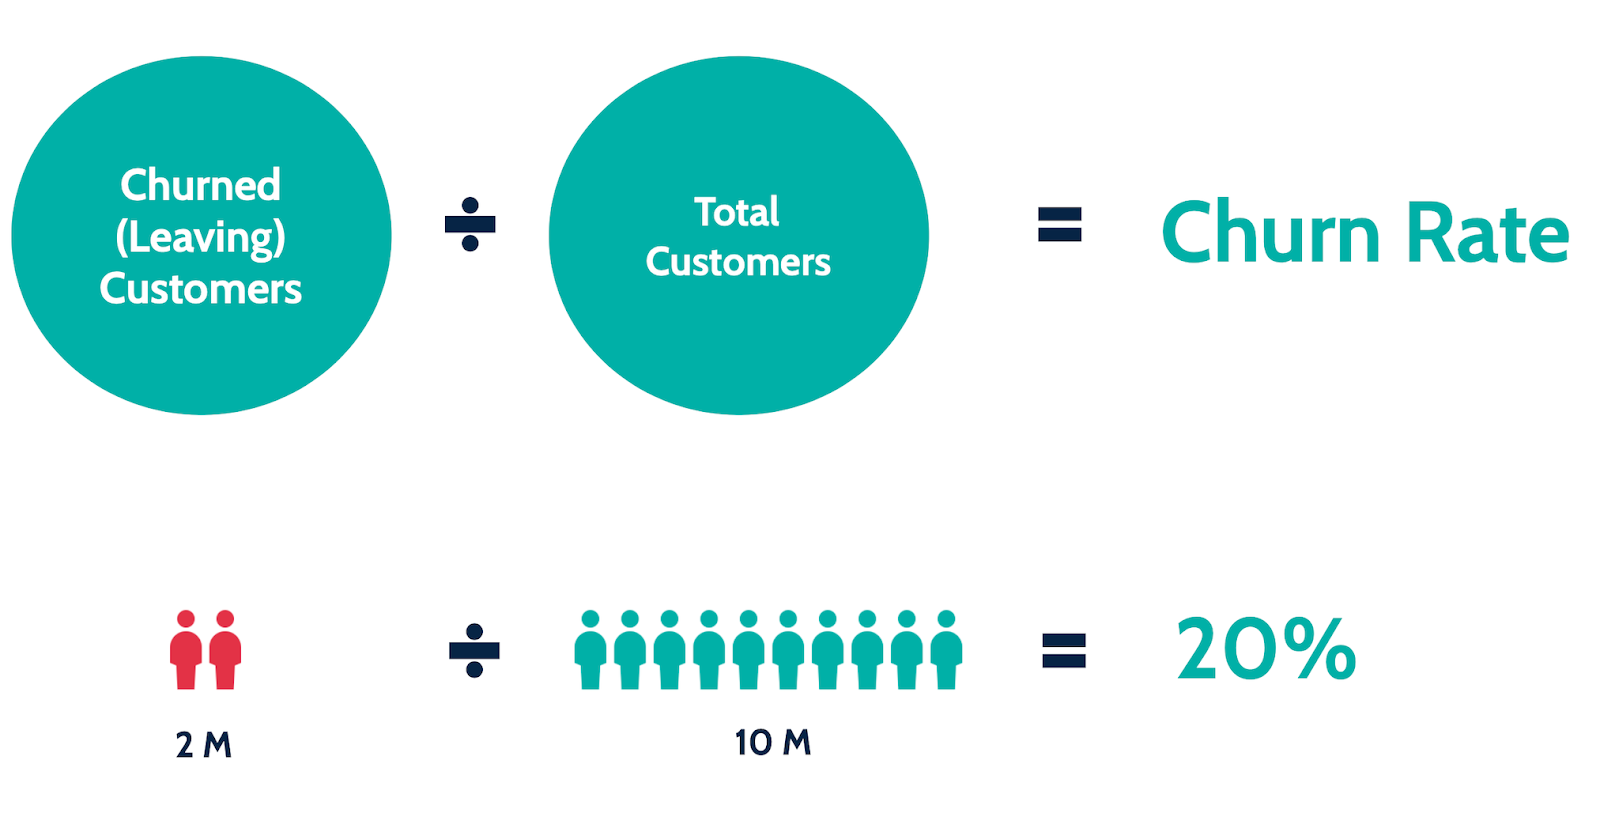 Churned
(Leaving)
Customers
÷
Total
Customers
=
Churn Rate
÷
=
20%
2 M
10 M